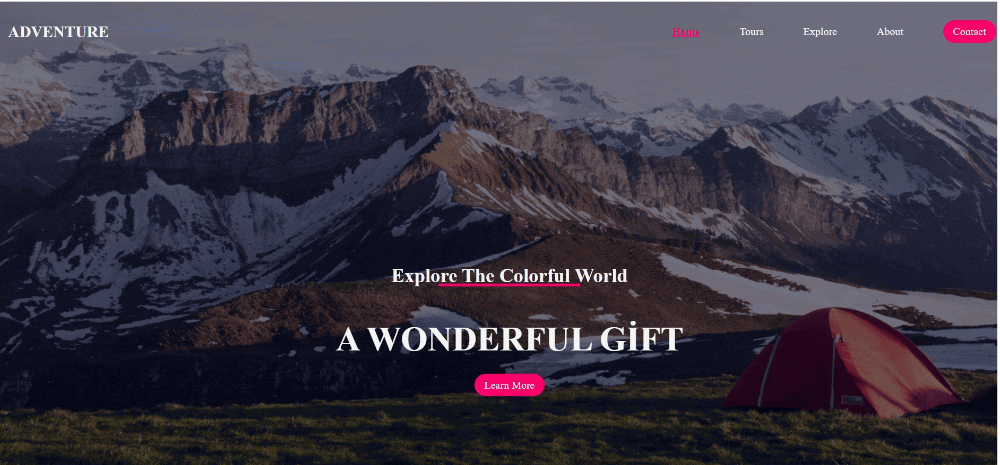 ADVENTURE
Home Tours Explore About Contact
Explore The Colorful World
A WONDERFUL GİFT
Learn More